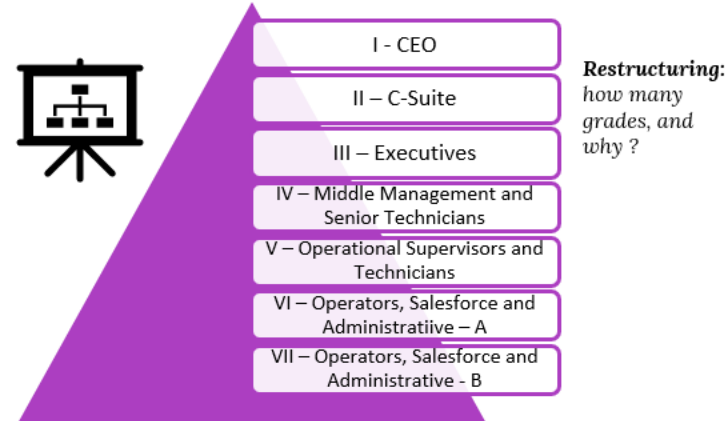 I - CEO
II – C-Suite
III – Executives
IV – Middle Management and
Senior Technicians
V – Operational Supervisors and
Technicians
VI – Operators, Salesforce and
Administratiive – A
VII – Operators, Salesforce and
Administrative - B
Restructuring:
how many
grades, and
why ?